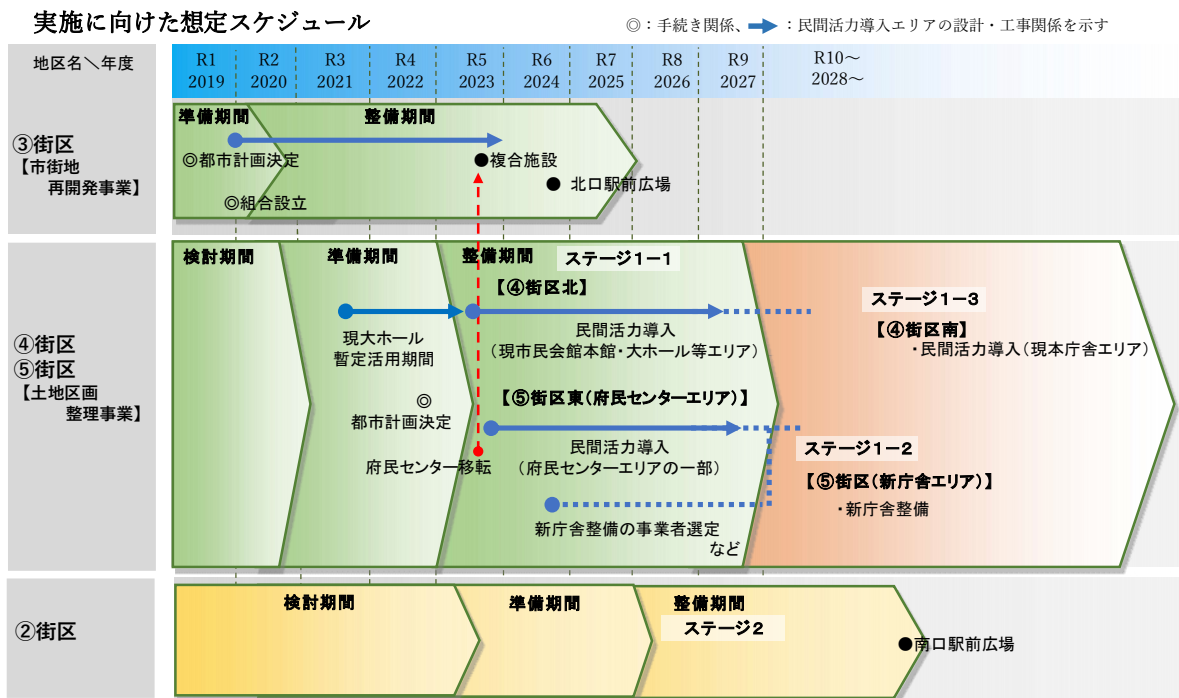 実施に向けた想定スケジュール
◎：手続き関係、 ：民間活力導入エリアの設計・工事関係を示す
地区名＼年度
R1 R2 R3 R4 R5 R6 R7 R8 R9 R10～
2019 2020 2021 2022 2023 2024 2025 2026 2027 2028～
③街区
【市街地
再開発事業】
準備期間
整備期間
◎都市計画決定
●複合施設
● 北口駅前広場
◎組合設立
④街区
⑤街区
【土地区画
整理事業】
検討期間
準備期間
整備期間
ステージ１－１
【④街区北】
現大ホール
暫定活用期間
民間活力導入
（現市民会館本館・大ホール等エリア）
◎
都市計画決定
【⑤街区東（府民センターエリア）】
府民センター移転
民間活力導入
（府民センターエリアの一部）
新庁舎整備の事業者選定
など
ステージ１－３
【④街区南】
・民間活力導入（現本庁舎エリア）
ステージ１－２
【⑤街区（新庁舎エリア）】
・新庁舎整備
②街区
検討期間
準備期間
整備期間
ステージ２
●南口駅前広場